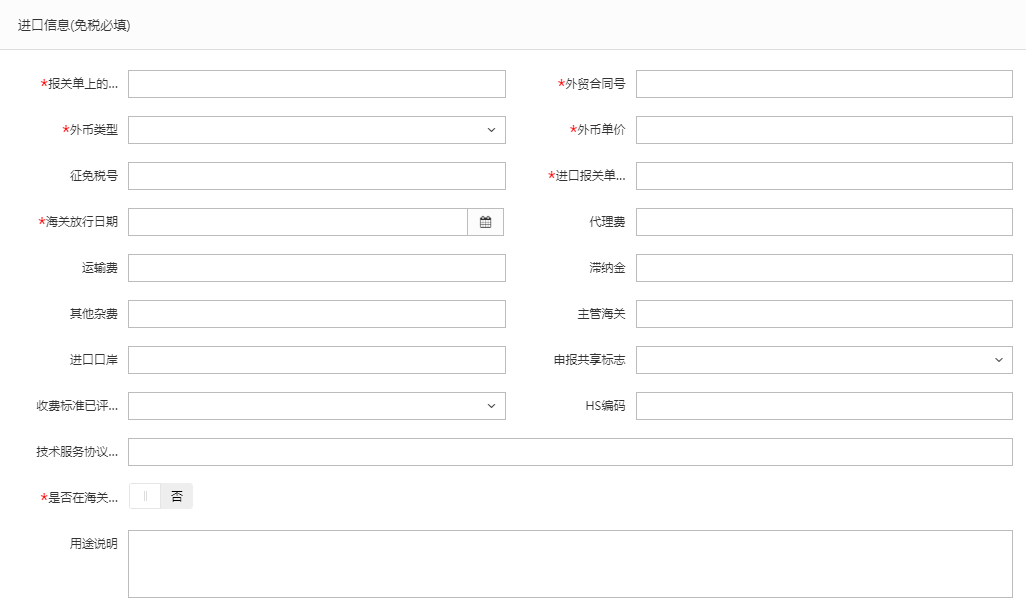 进口信息(免税必填)
*报关单上的...
*外贸合同号
*外币类型
*外币单价
征免税号
*进口报关单...
*海关放行日期
代理费
运输费
滞纳金
其他杂费
主管海关
进口口岸
申报共享标志
收费标准已评...
HS编码
技术服务协议...
*是否在海关...
否
用途说明